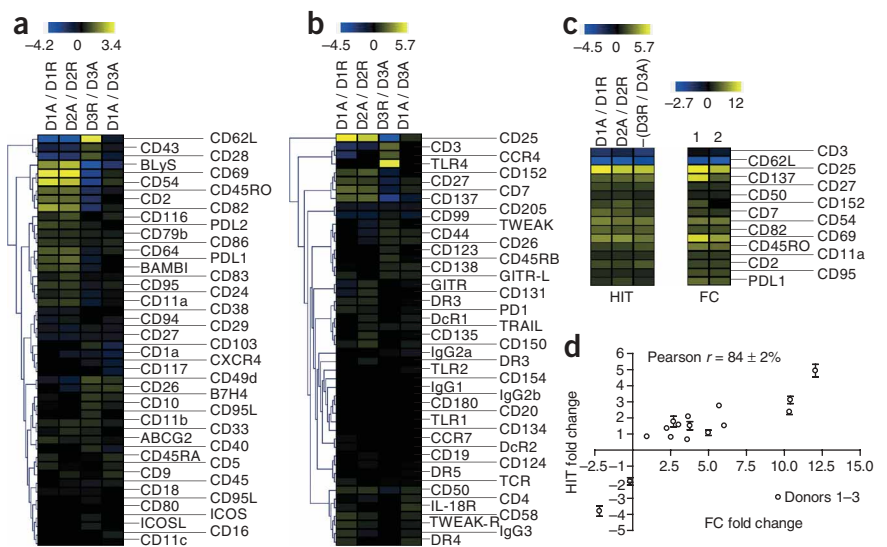 a
−4.2 0 3.4
D1A / D1R
D2A / D2R
D3R / D3A
D1A / D3A
CD62L
CD43
CD28
BLyS
CD69
CD54
CD45RO
CD2
CD82
CD116
PDL2
CD79b
CD86
CD64
PDL1
BAMBI
CD83
CD95
CD24
CD11a
CD38
CD94
CD29
CD27
CD103
CD1a
CXCR4
CD117
CD49d
CD26
B7H4
CD10
CD95L
CD11b
CD33
ABCG2
CD40
CD45RA
CD5
CD9
CD45
CD18
CD95L
CD80
ICOS
ICOSL
CD16
CD11c
b
−4.5 0 5.7
D1A / D1R
D2A / D2R
D3R / D3A
D1A / D3A
CD25
CD3
CCR4
TLR4
CD152
CD27
CD7
CD137
CD205
CD99
TWEAK
CD44
CD26
CD123
CD45RB
CD138
GITR-L
GITR
CD131
DR3
PD1
DcR1
TRAIL
CD135
CD150
IgG2a
DR3
TLR2
CD154
IgG1
IgG2b
CD180
CD20
TLR1
CD134
CCR7
DcR2
CD19
CD124
DR5
TCR
CD50
CD4
IL-18R
CD58
TWEAK-R
IgG3
DR4
c
−4.5 0 5.7
D1A / D1R
D2A / D2R
−(D3R / D3A)
−2.7 0 12
1 2
CD3
CD62L
CD25
CD137
CD27
CD50
CD152
CD7
CD54
CD82
CD69
CD45RO
CD11a
CD2
CD95
PDL1
HIT FC
d
Pearson r = 84 ± 2%
HIT fold change
6
5
4
3
2
1
−2.5 −1 2.5 5.0 7.5 10.0 12.5 15.0
−2
−3
−4
−5
Donors 1–3
FC fold change